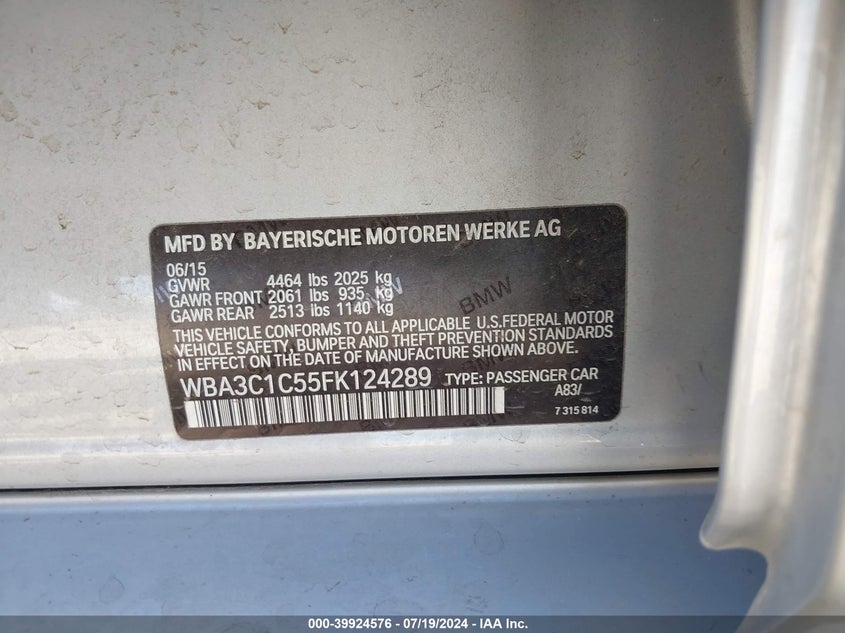 MFD BY BAYERISCHE MOTOREN WERKE AG
06/15
GVWR 4464 lbs 2025 kg
GAWR FRONT 2061 lbs 935 kg
GAWR REAR 2513 lbs 1140 kg
THIS VEHICLE CONFORMS TO ALL APPLICABLE U.S.FEDERAL MOTOR
VEHICLE SAFETY, BUMPER AND THEFT PREVENTION STANDARDS
IN EFFECT ON THE DATE OF MANUFACTURE SHOWN ABOVE.
WBA3C1C55FK124289 TYPE: PASSENGER CAR
A83/
7 315 814
BMW
000-39924576 - 07/19/2024 - IAA Inc.